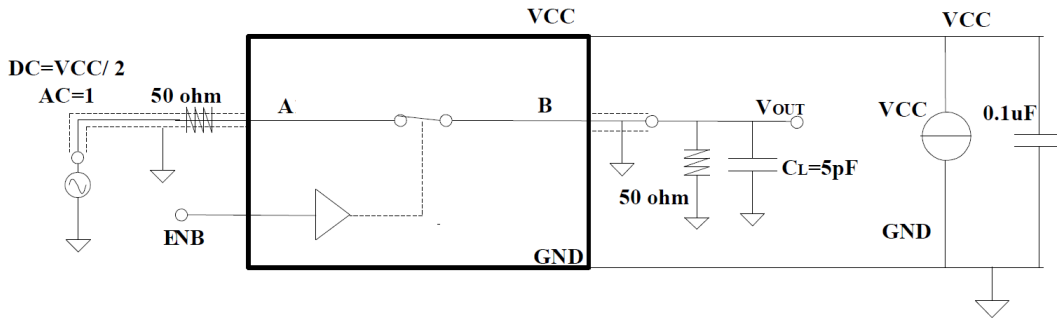 VCC
VCC
DC=VCC/ 2
AC=1
50 ohm
A
B
VOUT
VCC
0.1uF
50 ohm
CL=5pF
ENB
GND
GND